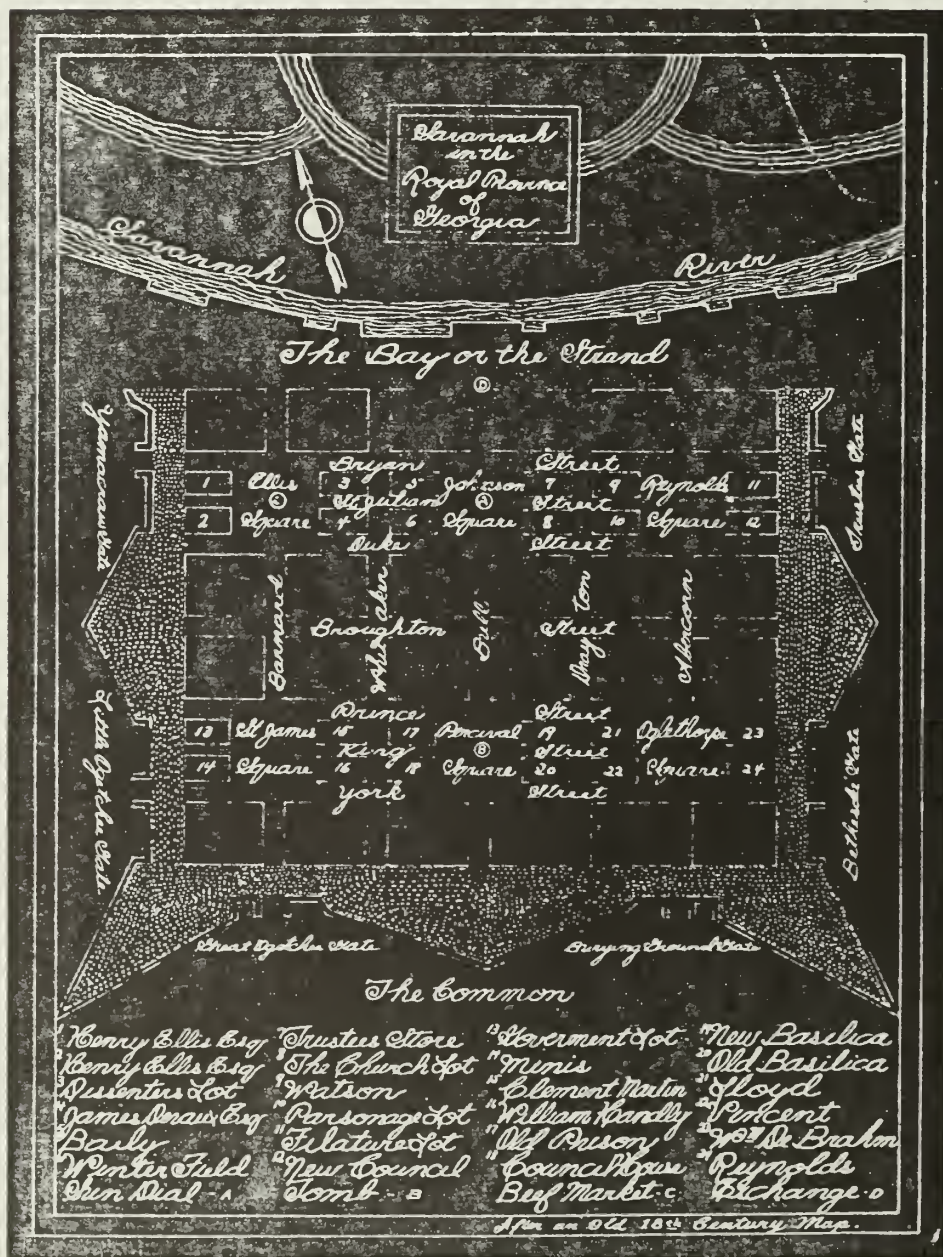 Savannah
in the
Royal Province
of
Georgia
Savannah River
The Bay or the Strand
D
Yamacraw Gate
Trustees Gate
Bryan Street
1 Ellis 3 5 Johnson 7 9 Reynolds 11
C St. Julian A Street
2 Square 4 6 Square 8 10 Square 12
Duke Street
Barnard
Whitaker
Bull
Drayton
Abercorn
Broughton Street
Prince Street
13 St James 15 17 Percival 19 21 Oglethorpe 23
King B Street
14 Square 16 18 Square 20 22 Square 24
York Street
Little Ogeechee Gate
Bethesda Gate
Great Ogeechee Gate
Burying Ground Gate
The Common
1 Henry Ellis Esq
2 Henry Ellis Esq
3 Dissenters Lot
4 James Deveaux Esq
5 Baily
6 Winter Field
Sun Dial - A
7 Trustees Store
8 The Church Lot
9 Watson
10 Parsonage Lot
11 Filature Lot
12 New Council
Tomb - B
13 Goverment Lot
14 Minis
15 Clement Martin
16 William Handly
17 Old Prison
18 Council House
Beef Market - C
19 New Basilica
20 Old Basilica
21 Lloyd
22 Pincent
23 Wm De Brahm
24 Reynolds
Exchange - D
After an Old 18th Century Map.